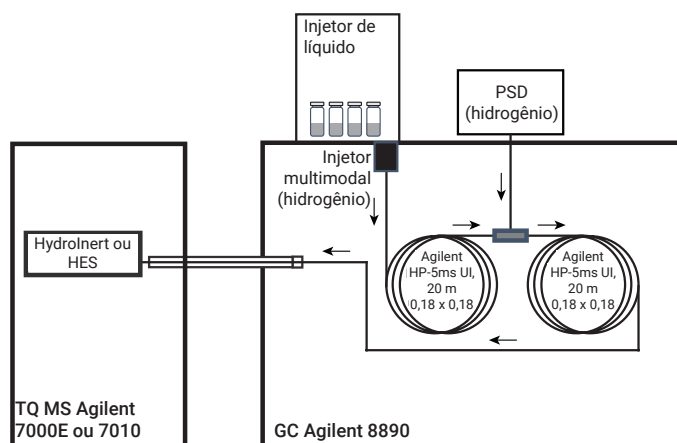 Injetor de
líquido
PSD
(hidrogênio)
Injetor
multimodal
(hidrogênio)
HydroInert ou
HES
Agilent
HP-5ms UI,
20 m
0,18 x 0,18
Agilent
HP-5ms UI,
20 m
0,18 x 0,18
TQ MS Agilent
7000E ou 7010
GC Agilent 8890